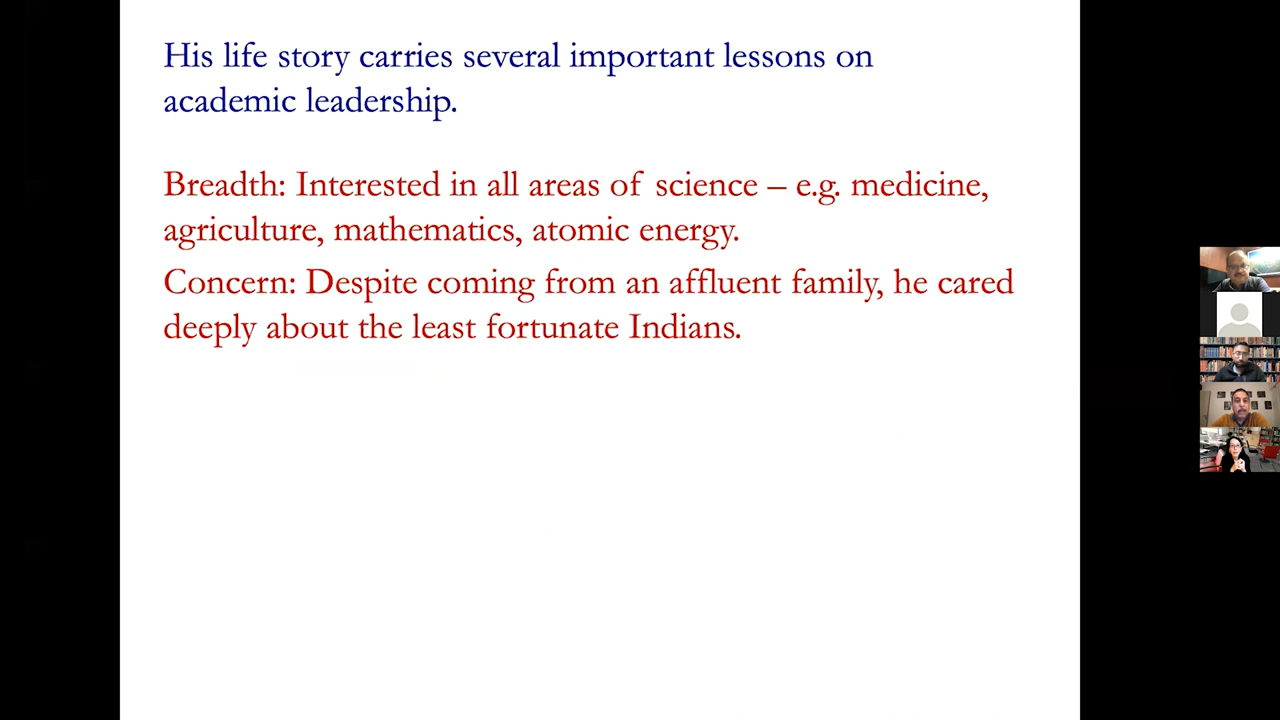 His life story carries several important lessons on
academic leadership.
Breadth: Interested in all areas of science – e.g. medicine,
agriculture, mathematics, atomic energy.
Concern: Despite coming from an affluent family, he cared
deeply about the least fortunate Indians.